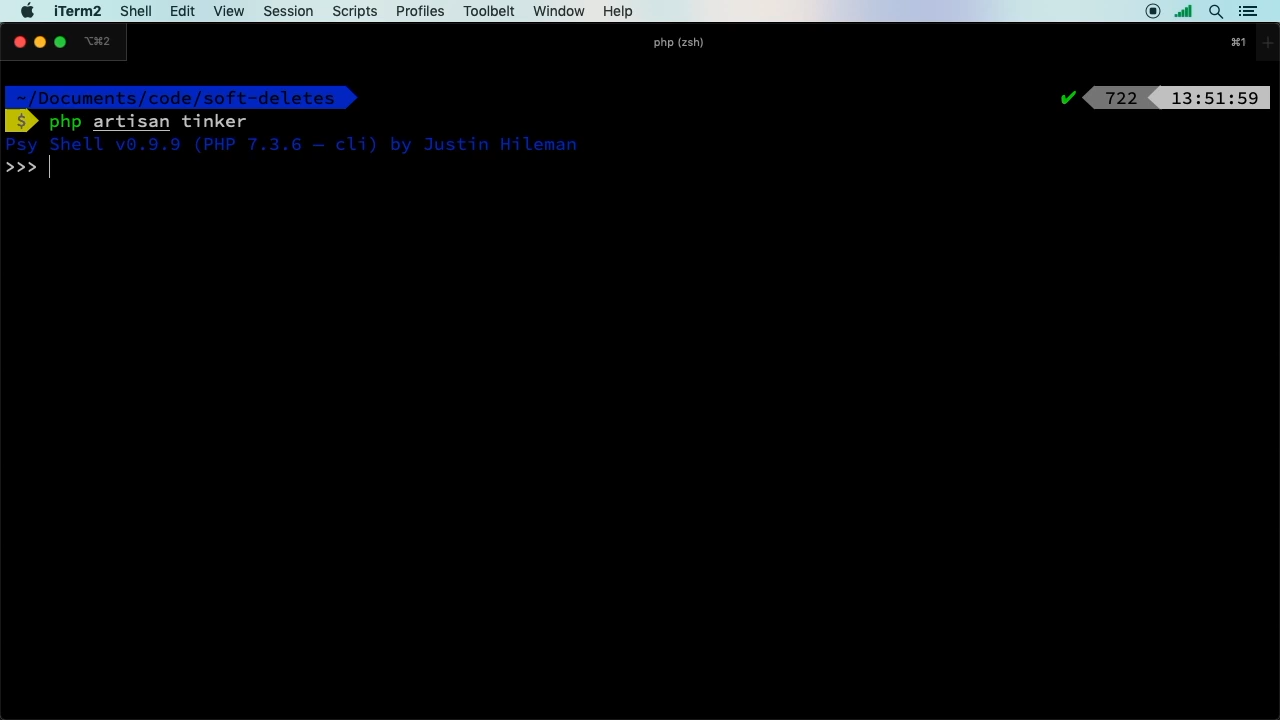 iTerm2 Shell Edit View Session Scripts Profiles Toolbelt Window Help
⌥⌘2 php (zsh) ⌘1 +
~/Documents/code/soft-deletes ✔ 722 13:51:59
$ php artisan tinker
Psy Shell v0.9.9 (PHP 7.3.6 — cli) by Justin Hileman
>>>